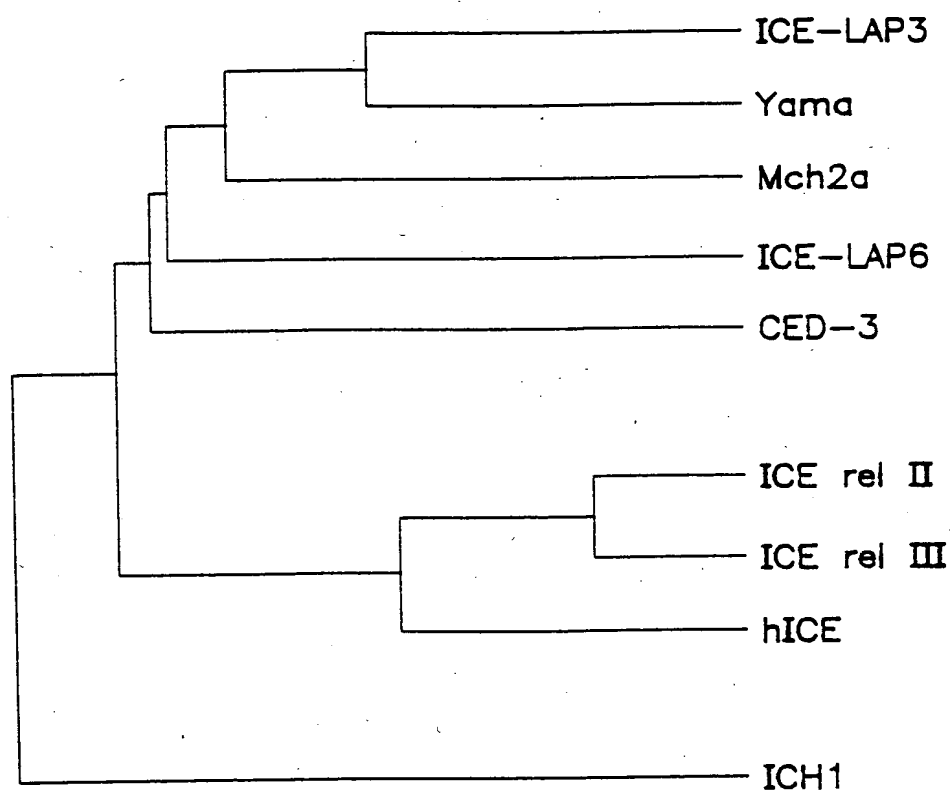 ICE-LAP3
Yama
Mch2a
ICE-LAP6
CED-3
ICE rel II
ICE rel III
hICE
ICH1